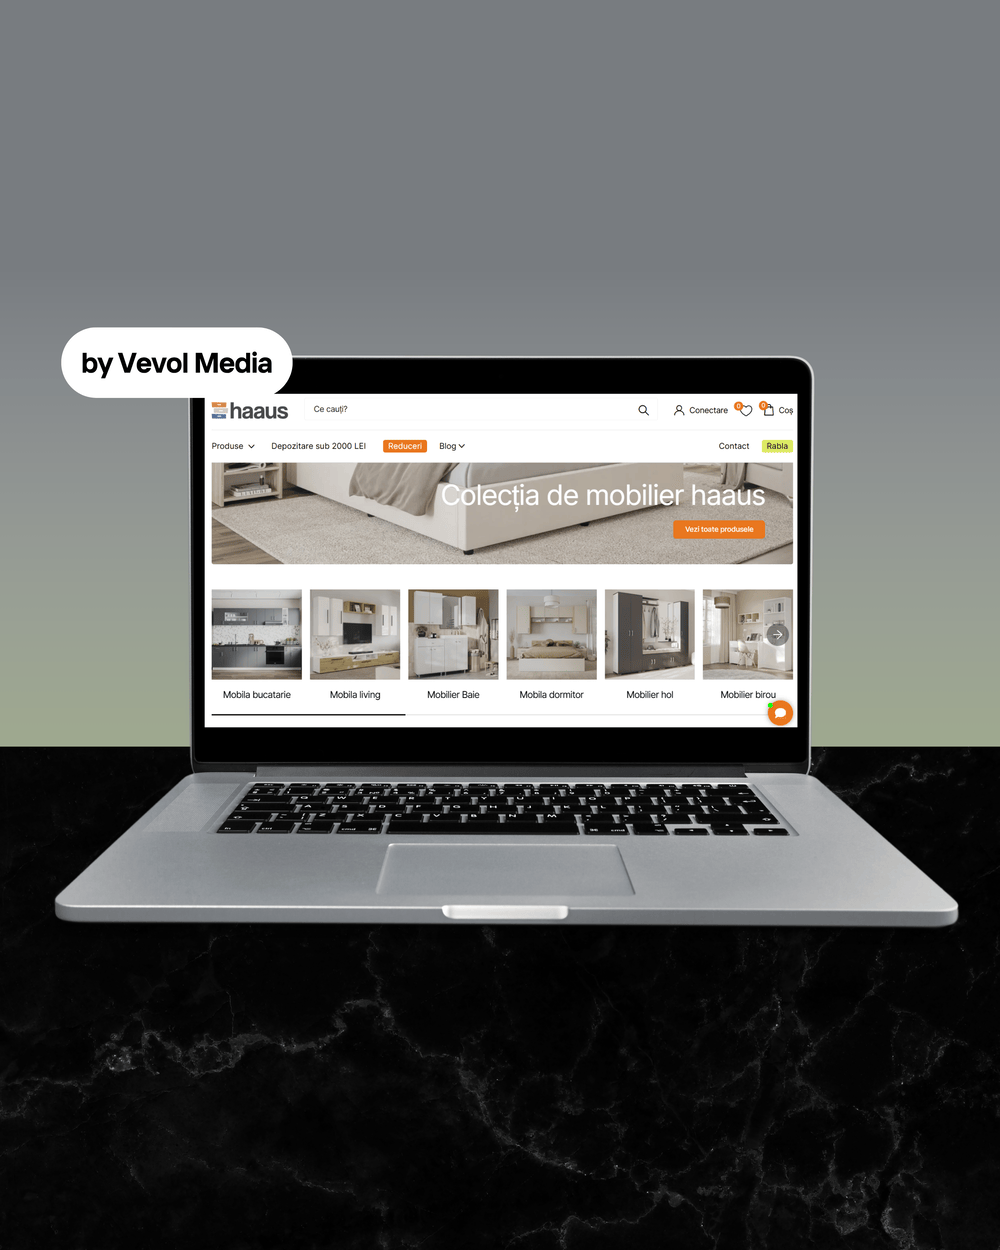 by Vevol Media
haaus
Ce cauți?
Conectare
0
0
Coș
Produse
Depozitare sub 2000 LEI
Reduceri
Blog
Contact
Rabla
Colecția de mobilier haaus
Vezi toate produsele
Mobila bucatarie
Mobila living
Mobilier Baie
Mobila dormitor
Mobilier hol
Mobilier birou